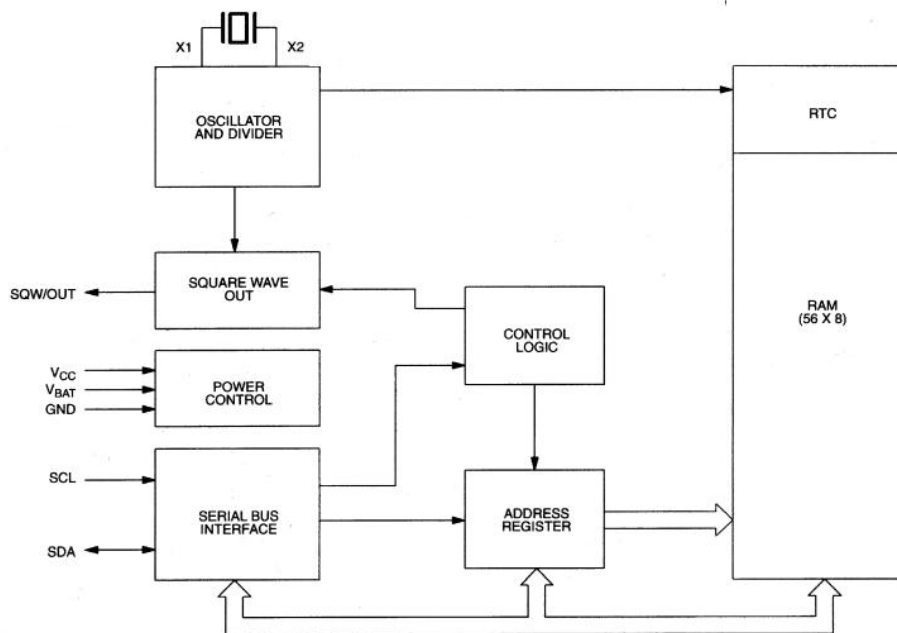 X1 X2
OSCILLATOR
AND DIVIDER
RTC
SQW/OUT
SQUARE WAVE
OUT
CONTROL
LOGIC
RAM
(56 X 8)
VCC
VBAT
GND
POWER
CONTROL
SCL
SDA
SERIAL BUS
INTERFACE
ADDRESS
REGISTER